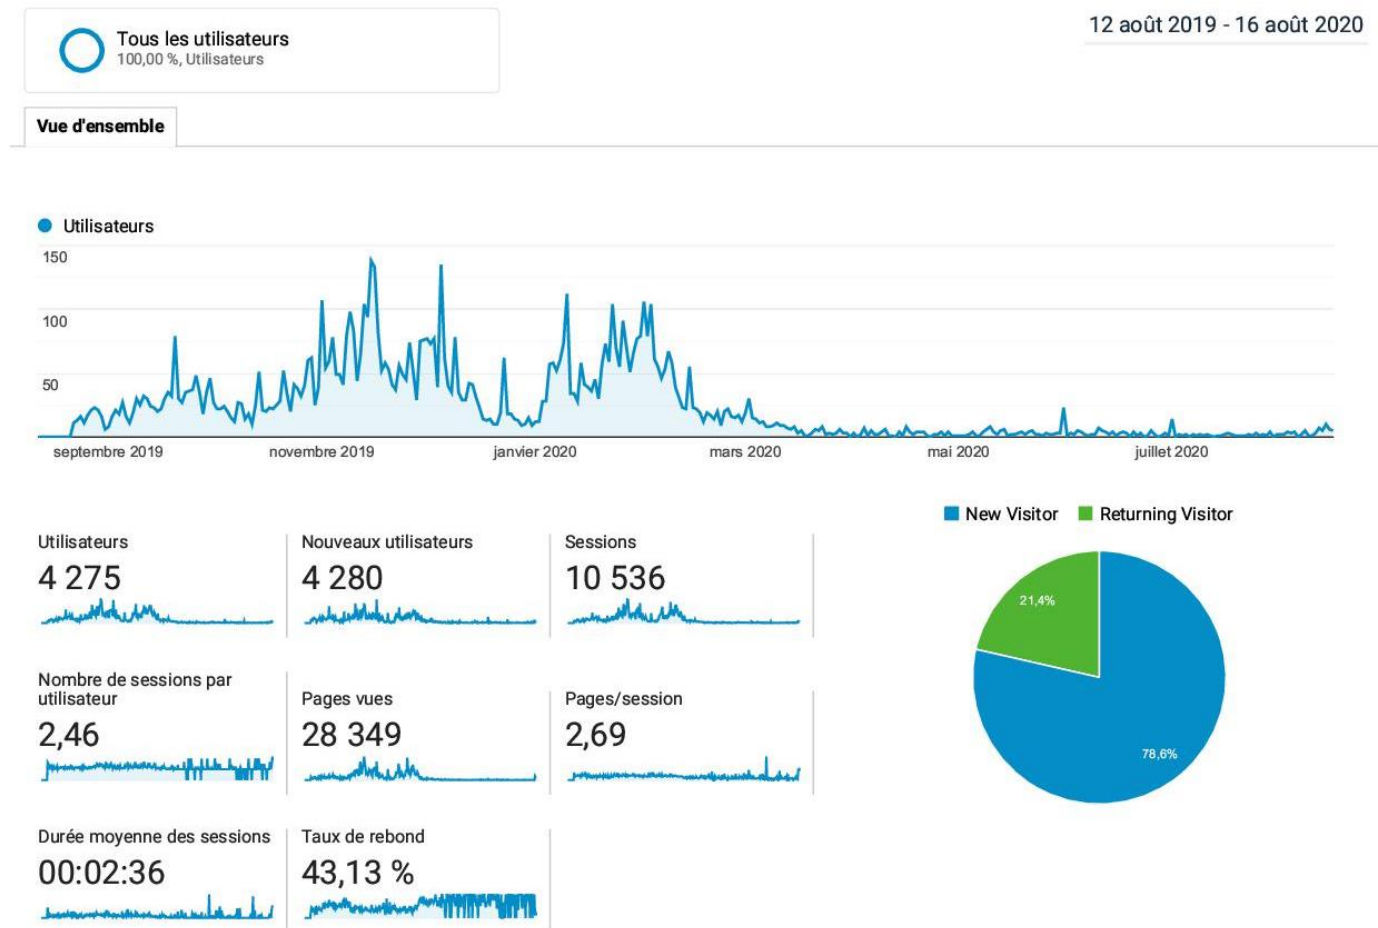 Tous les utilisateurs
100,00 %, Utilisateurs
12 août 2019 - 16 août 2020
Vue d'ensemble
Utilisateurs
150
100
50
septembre 2019
novembre 2019
janvier 2020
mars 2020
mai 2020
juillet 2020
New Visitor
Returning Visitor
Utilisateurs
4 275
Nouveaux utilisateurs
4 280
Sessions
10 536
Nombre de sessions par
utilisateur
2,46
Pages vues
28 349
Pages/session
2,69
Durée moyenne des sessions
00:02:36
Taux de rebond
43,13 %
21,4%
78,6%